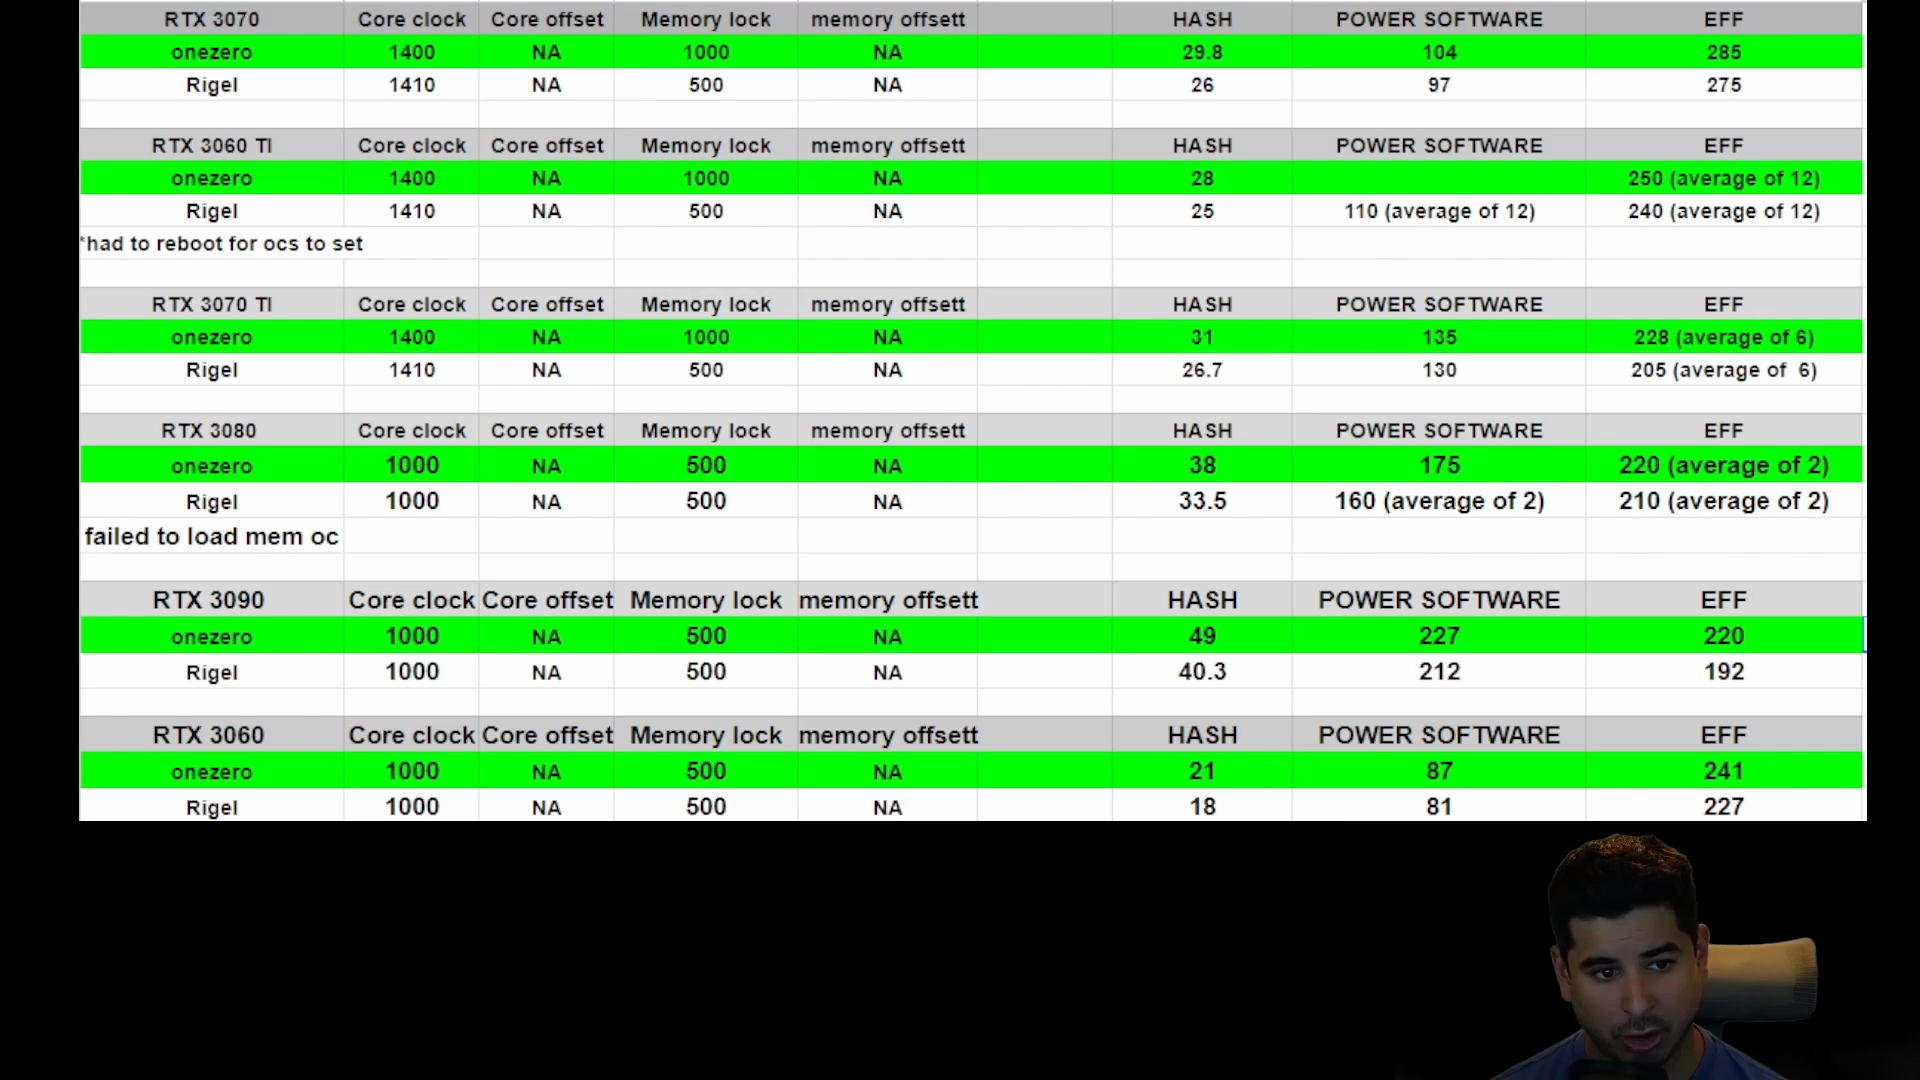 RTX 3070 Core clock Core offset Memory lock memory offsett HASH POWER SOFTWARE EFF
onezero 1400 NA 1000 NA 29.8 104 285
Rigel 1410 NA 500 NA 26 97 275
RTX 3060 TI Core clock Core offset Memory lock memory offsett HASH POWER SOFTWARE EFF
onezero 1400 NA 1000 NA 28 250 (average of 12)
Rigel 1410 NA 500 NA 25 110 (average of 12) 240 (average of 12)
*had to reboot for ocs to set
RTX 3070 TI Core clock Core offset Memory lock memory offsett HASH POWER SOFTWARE EFF
onezero 1400 NA 1000 NA 31 135 228 (average of 6)
Rigel 1410 NA 500 NA 26.7 130 205 (average of 6)
RTX 3080 Core clock Core offset Memory lock memory offsett HASH POWER SOFTWARE EFF
onezero 1000 NA 500 NA 38 175 220 (average of 2)
Rigel 1000 NA 500 NA 33.5 160 (average of 2) 210 (average of 2)
failed to load mem oc
RTX 3090 Core clock Core offset Memory lock memory offsett HASH POWER SOFTWARE EFF
onezero 1000 NA 500 NA 49 227 220
Rigel 1000 NA 500 NA 40.3 212 192
RTX 3060 Core clock Core offset Memory lock memory offsett HASH POWER SOFTWARE EFF
onezero 1000 NA 500 NA 21 87 241
Rigel 1000 NA 500 NA 18 81 227